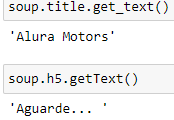 soup.title.get_text()
'Alura Motors'
soup.h5.getText()
'Aguarde... '